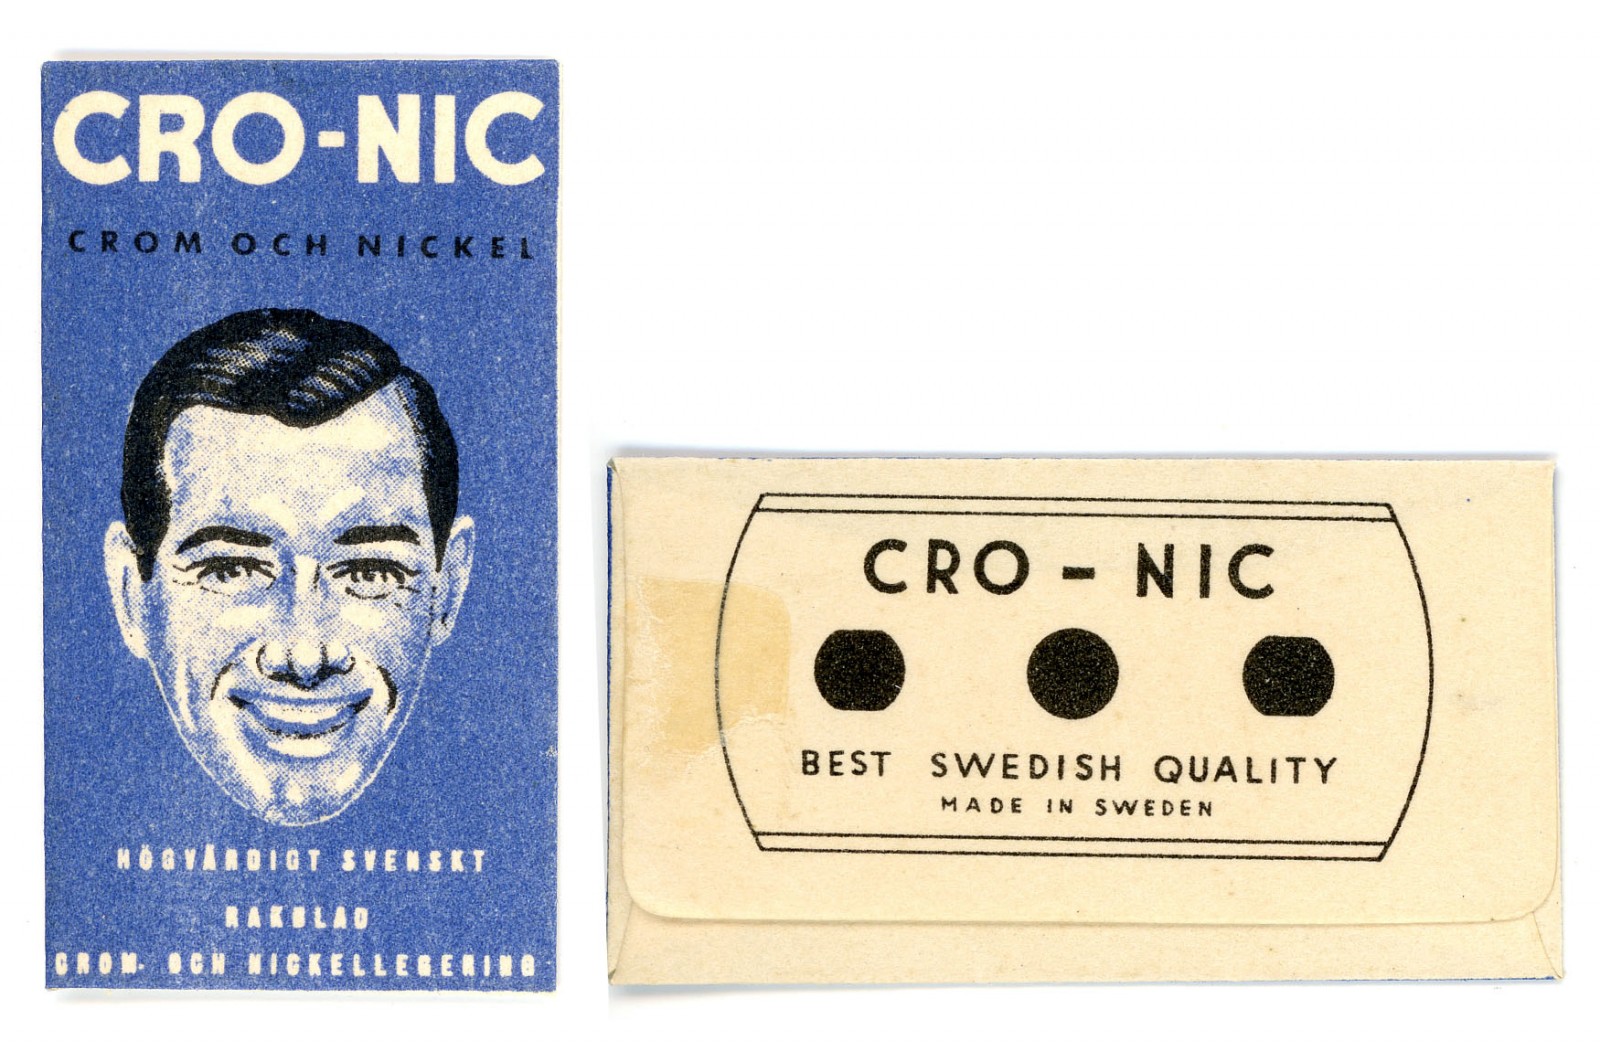 CRO-NIC
CROM OCH NICKEL
HÖGVÄRDIGT SVENSKT
RAKBLAD
CROM- OCH NICKELLEGERING
CRO-NIC
BEST SWEDISH QUALITY
MADE IN SWEDEN